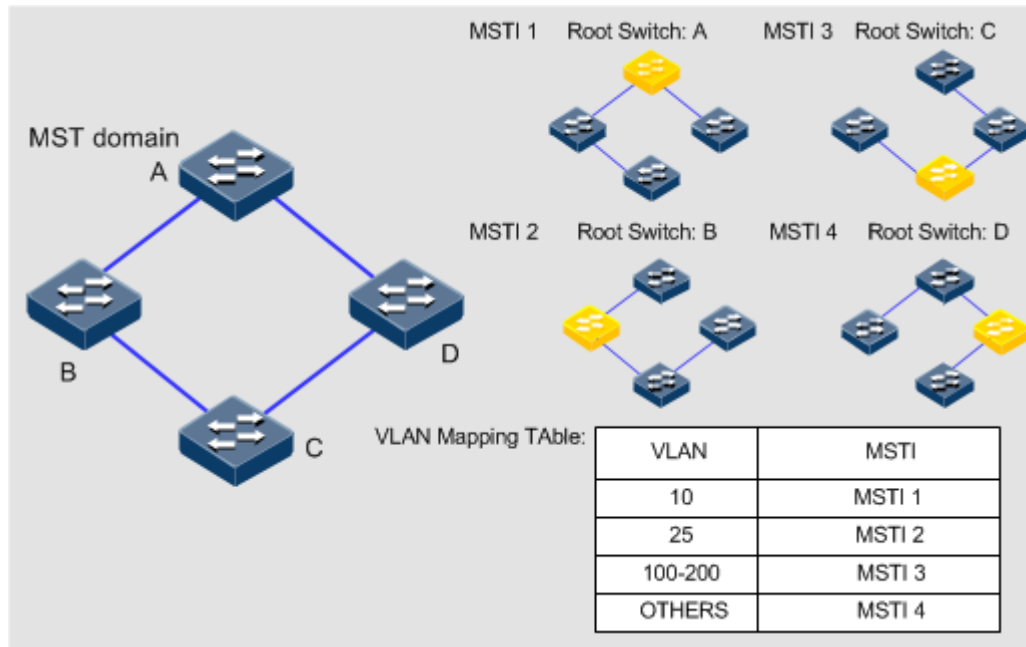 MSTI 1 Root Switch: A
MSTI 3 Root Switch: C
MST domain
A
B
D
C
MSTI 2 Root Switch: B
MSTI 4 Root Switch: D
VLAN Mapping TAble:
VLAN MSTI
10 MSTI 1
25 MSTI 2
100-200 MSTI 3
OTHERS MSTI 4